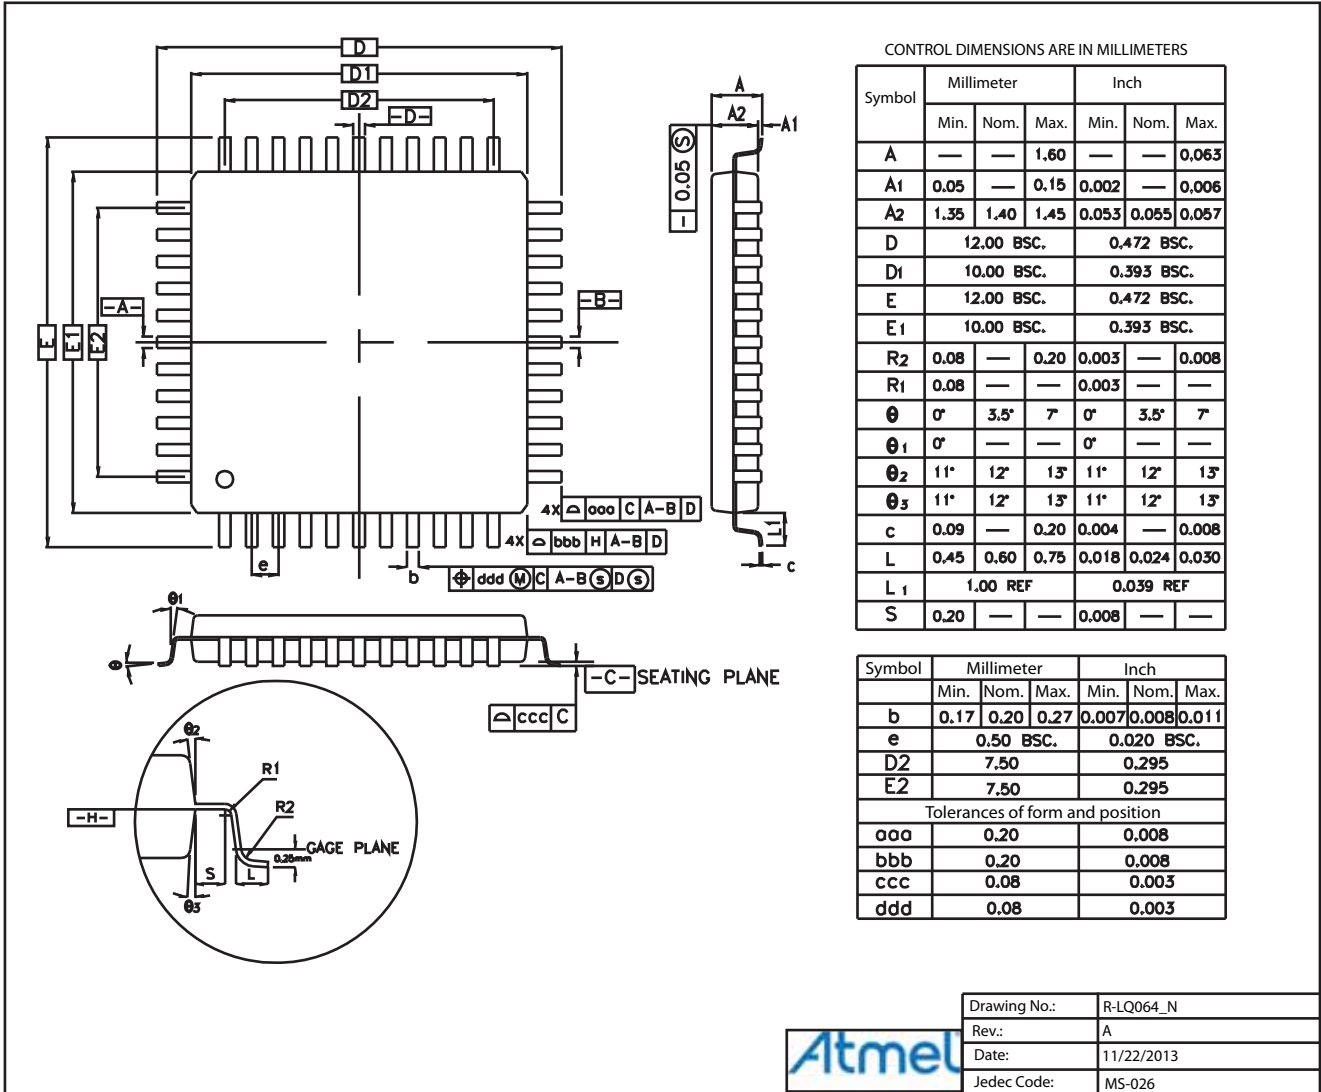 CONTROL DIMENSIONS ARE IN MILLIMETERS
Symbol Millimeter Inch
Min. Nom. Max. Min. Nom. Max.
A — — 1.60 — — 0.063
A1 0.05 — 0.15 0.002 — 0.006
A2 1.35 1.40 1.45 0.053 0.055 0.057
D 12.00 BSC. 0.472 BSC.
D1 10.00 BSC. 0.393 BSC.
E 12.00 BSC. 0.472 BSC.
E1 10.00 BSC. 0.393 BSC.
R2 0.08 — 0.20 0.003 — 0.008
R1 0.08 — — 0.003 — —
θ 0° 3.5° 7° 0° 3.5° 7°
θ1 0° — — 0° — —
θ2 11° 12° 13° 11° 12° 13°
θ3 11° 12° 13° 11° 12° 13°
c 0.09 — 0.20 0.004 — 0.008
L 0.45 0.60 0.75 0.018 0.024 0.030
L1 1.00 REF 0.039 REF
S 0.20 — — 0.008 — —
Symbol Millimeter Inch
Min. Nom. Max. Min. Nom. Max.
b 0.17 0.20 0.27 0.007 0.008 0.011
e 0.50 BSC. 0.020 BSC.
D2 7.50 0.295
E2 7.50 0.295
Tolerances of form and position
aaa 0.20 0.008
bbb 0.20 0.008
ccc 0.08 0.003
ddd 0.08 0.003
D
D1
D2
-D-
E
E1
E2
-A-
-B-
A
A2
A1
0.05 Ⓢ
4X ⌓ aaa C A-B D
4X ⌓ bbb H A-B D
⌖ ddd Ⓜ C A-B Ⓢ D Ⓢ
e
b
L1
c
θ1
θ
-C- SEATING PLANE
⌓ ccc C
θ2
R1
R2
-H-
GAGE PLANE
0.25mm
S
L
θ3
Atmel
Drawing No.: R-LQ064_N
Rev.: A
Date: 11/22/2013
Jedec Code: MS-026